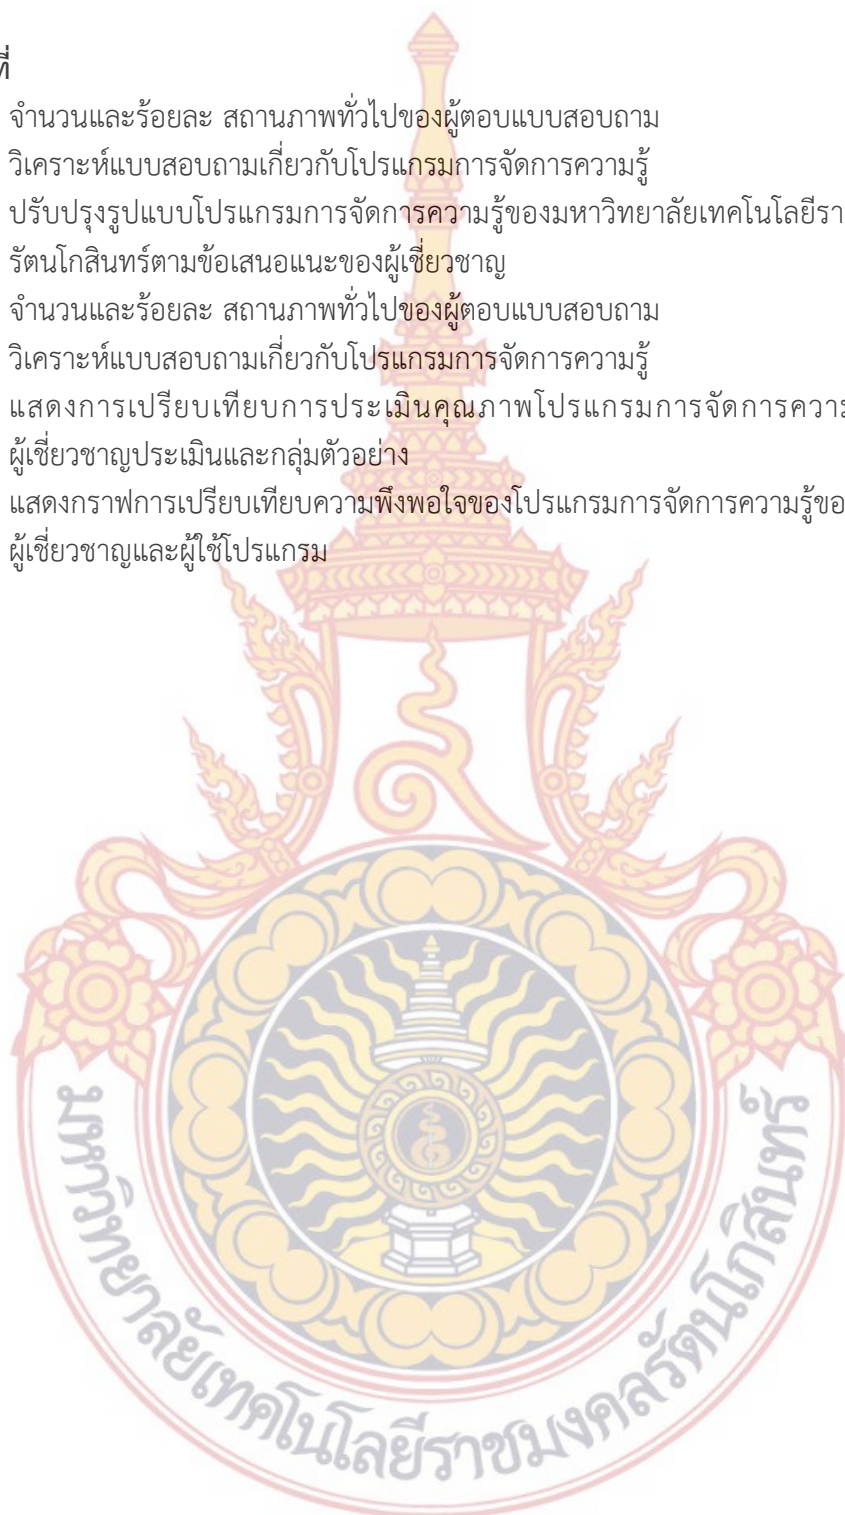 ที่
จำนวนและร้อยละ สถานภาพทั่วไปของผู้ตอบแบบสอบถาม
วิเคราะห์แบบสอบถามเกี่ยวกับโปรแกรมการจัดการความรู้
ปรับปรุงรูปแบบโปรแกรมการจัดการความรู้ของมหาวิทยาลัยเทคโนโลยีรา
รัตนโกสินทร์ตามข้อเสนอแนะของผู้เชี่ยวชาญ
จำนวนและร้อยละ สถานภาพทั่วไปของผู้ตอบแบบสอบถาม
วิเคราะห์แบบสอบถามเกี่ยวกับโปรแกรมการจัดการความรู้
แสดงการเปรียบเทียบการประเมินคุณภาพโปรแกรมการจัดการความ
ผู้เชี่ยวชาญประเมินและกลุ่มตัวอย่าง
แสดงกราฟการเปรียบเทียบความพึงพอใจของโปรแกรมการจัดการความรู้ขอ
ผู้เชี่ยวชาญและผู้ใช้โปรแกรม
มหาวิทยาลัยเทคโนโลยีราชมงคลรัตนโกสินทร์